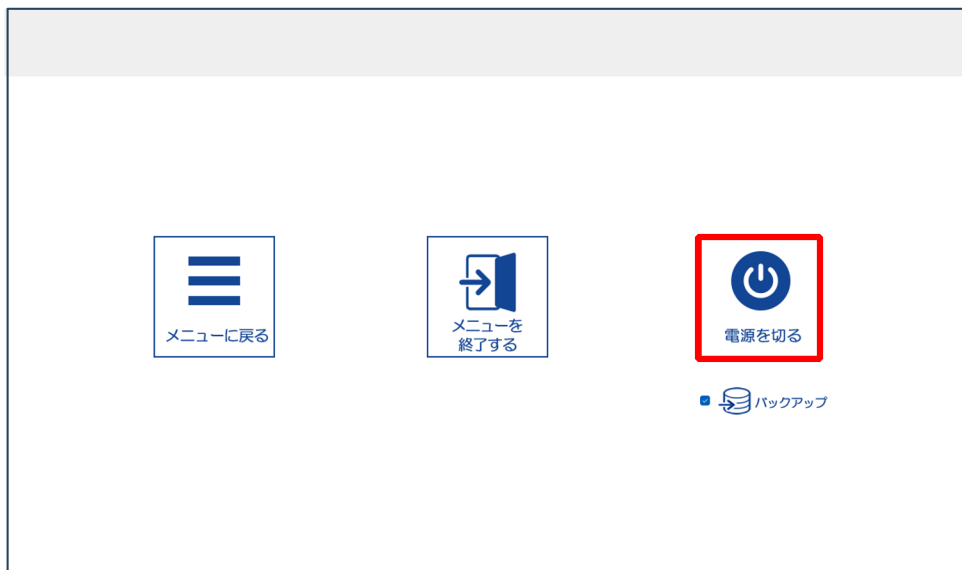 メニューに戻る
メニューを
終了する
電源を切る
バックアップ